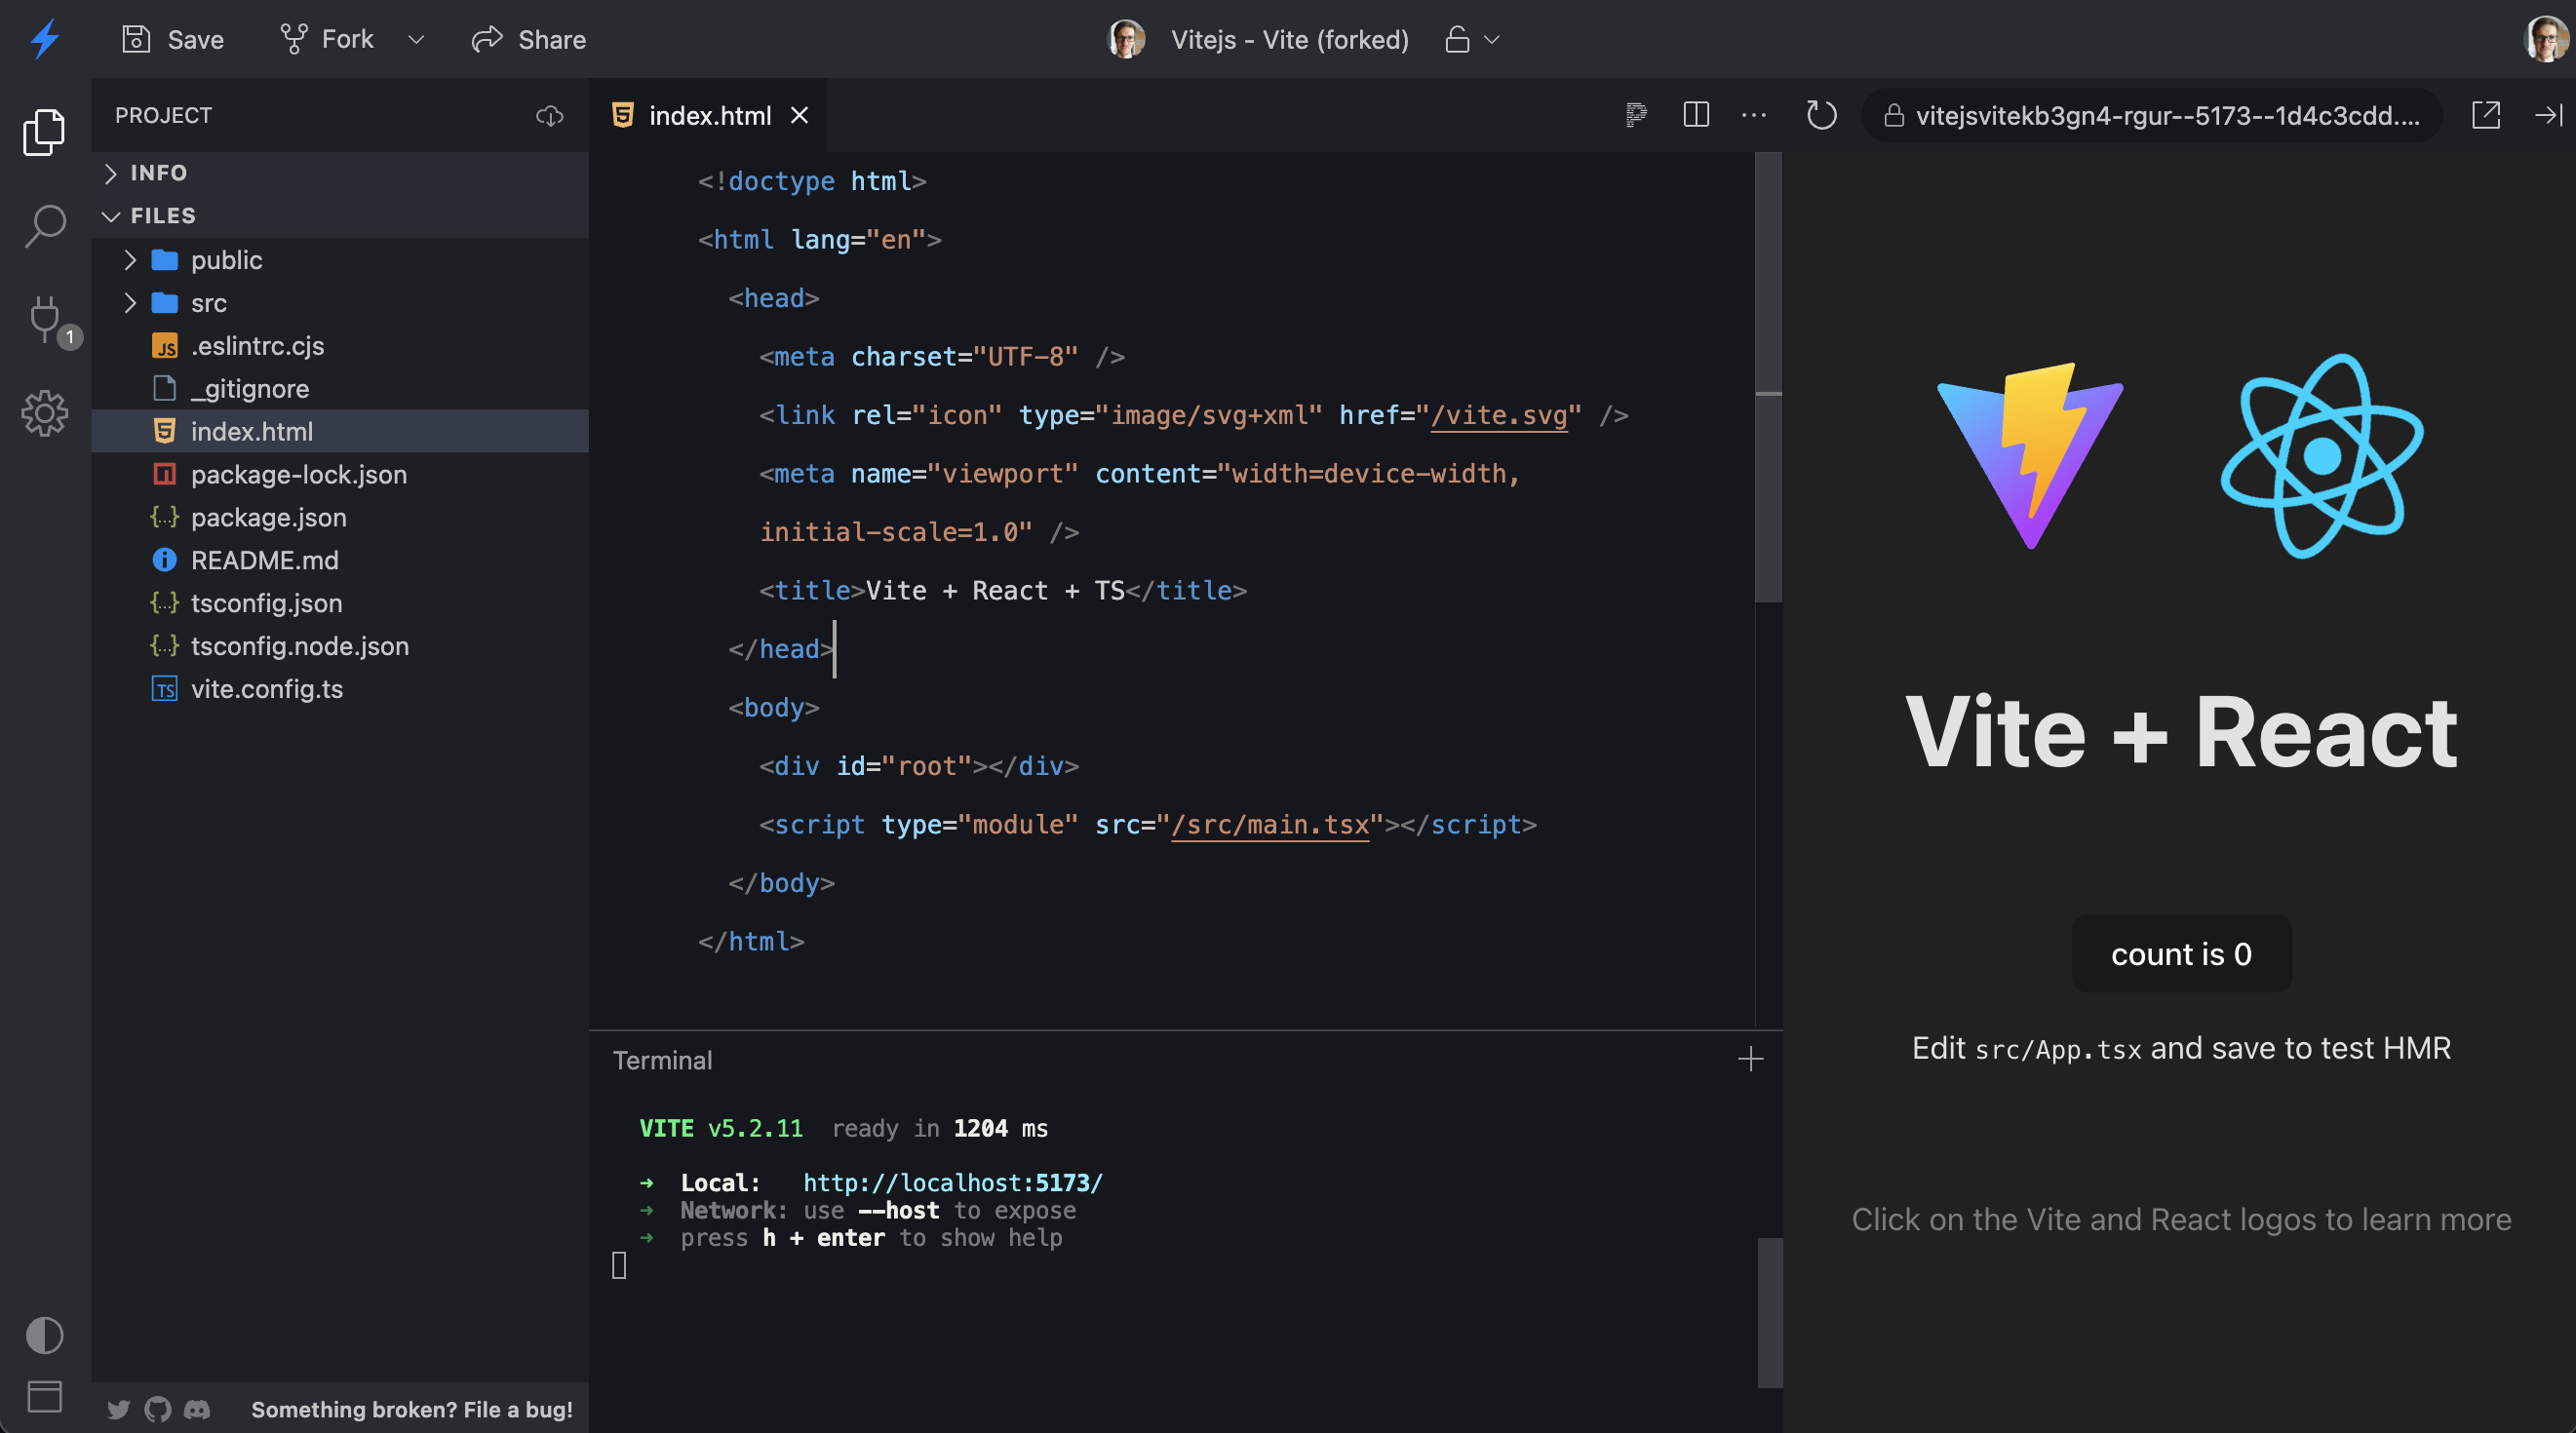 Save Fork Share Vitejs - Vite (forked)
PROJECT
INFO
FILES
public
src
JS .eslintrc.cjs
_gitignore
5 index.html
package-lock.json
{..} package.json
README.md
{..} tsconfig.json
{..} tsconfig.node.json
TS vite.config.ts
1
Something broken? File a bug!
5 index.html
<!doctype html>
<html lang="en">
<head>
<meta charset="UTF-8" />
<link rel="icon" type="image/svg+xml" href="/vite.svg" />
<meta name="viewport" content="width=device-width,
initial-scale=1.0" />
<title>Vite + React + TS</title>
</head>
<body>
<div id="root"></div>
<script type="module" src="/src/main.tsx"></script>
</body>
</html>
Terminal
VITE v5.2.11 ready in 1204 ms
➜ Local: http://localhost:5173/
➜ Network: use --host to expose
➜ press h + enter to show help
vitejsvitekb3gn4-rgur--5173--1d4c3cdd....
Vite + React
count is 0
Edit src/App.tsx and save to test HMR
Click on the Vite and React logos to learn more